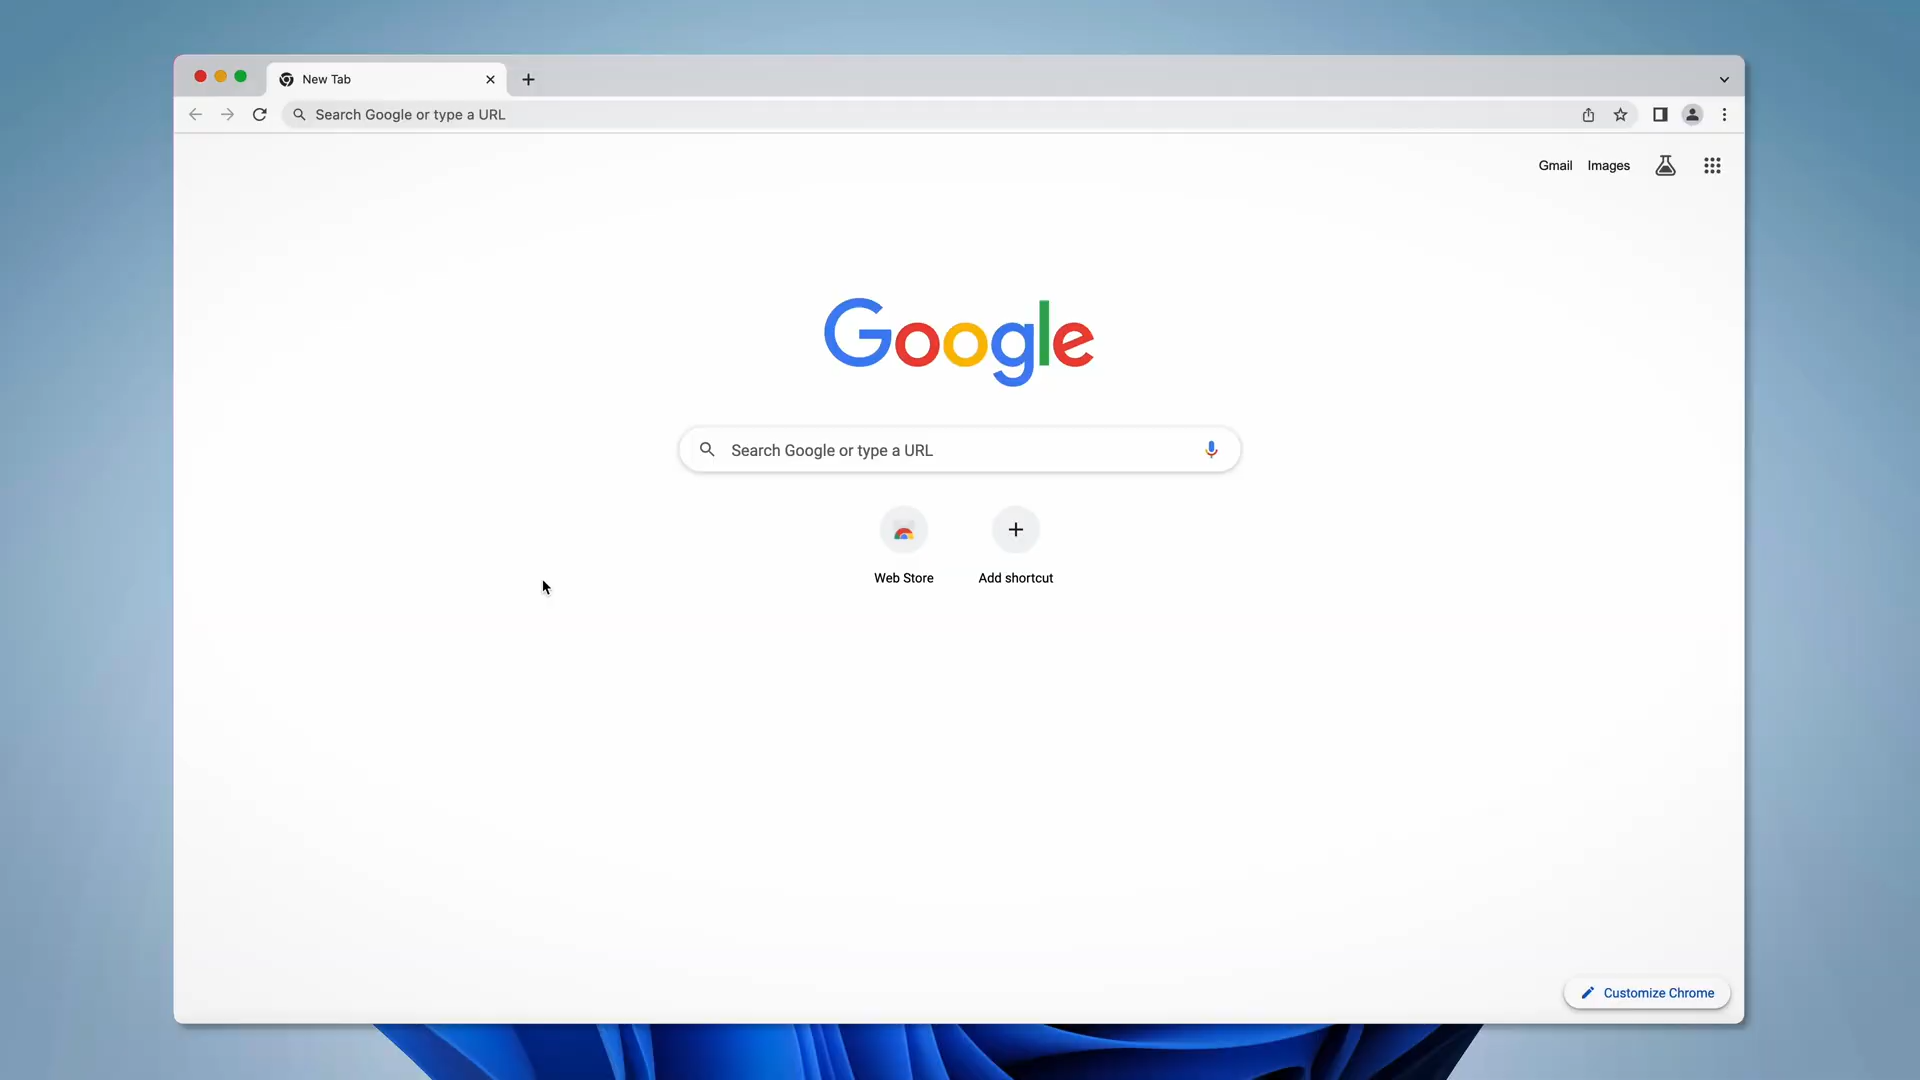 New Tab
Search Google or type a URL
Gmail Images
Google
Search Google or type a URL
Web Store Add shortcut
Customize Chrome